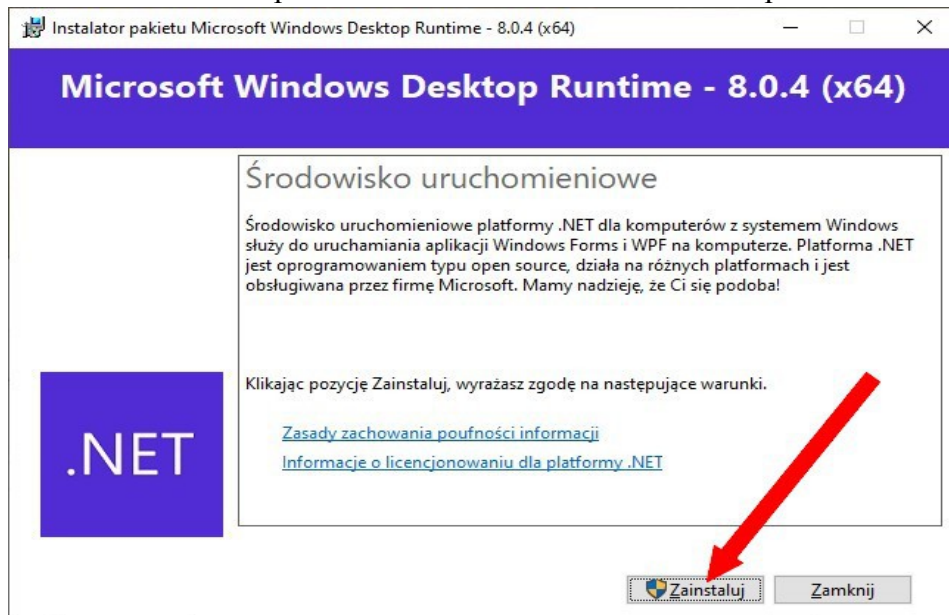 Instalator pakietu Microsoft Windows Desktop Runtime - 8.0.4 (x64)
Microsoft Windows Desktop Runtime - 8.0.4 (x64)
Środowisko uruchomieniowe
Środowisko uruchomieniowe platformy .NET dla komputerów z systemem Windows
służy do uruchamiania aplikacji Windows Forms i WPF na komputerze. Platforma .NET
jest oprogramowaniem typu open source, działa na różnych platformach i jest
obsługiwana przez firmę Microsoft. Mamy nadzieję, że Ci się podoba!
Klikając pozycję Zainstaluj, wyrażasz zgodę na następujące warunki.
Zasady zachowania poufności informacji
.NET
Informacje o licencjonowaniu dla platformy .NET
Zainstaluj
Zamknij